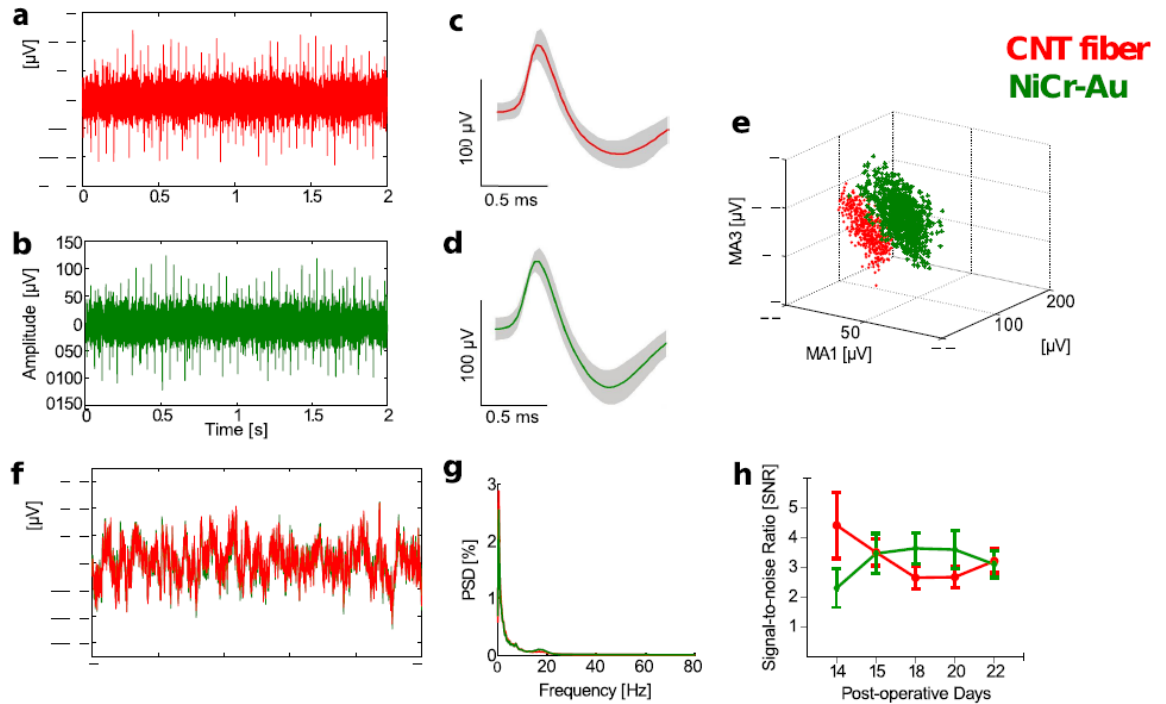 a
[µV]
0
0.5
1
1.5
2
b
Amplitude [µV]
150
100
50
0
050
0100
0150
0
0.5
1
1.5
2
Time [s]
c
100 µV
0.5 ms
d
100 µV
0.5 ms
CNT fiber
NiCr-Au
e
MA3 [µV]
50
MA1 [µV]
200
100
[µV]
f
[µV]
g
PSD [%]
3
2
1
0
0
20
40
60
80
Frequency [Hz]
h
Signal-to-noise Ratio [SNR]
5
4
3
2
1
14
15
18
20
22
Post-operative Days